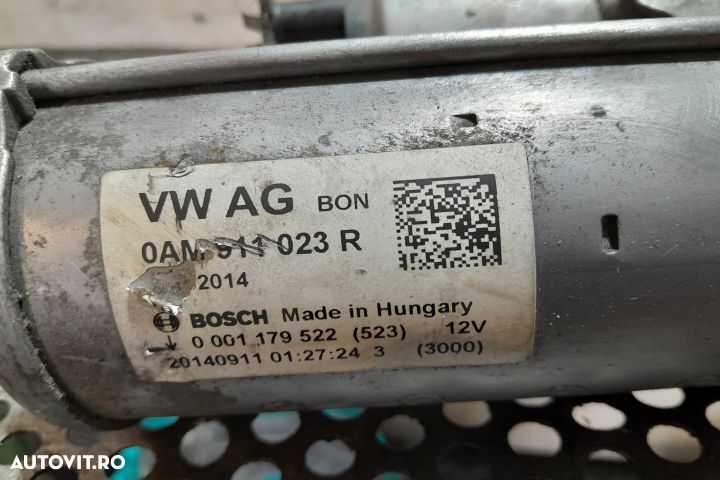 VW AG BON
0AM 911 023 R
2014
BOSCH Made in Hungary
0 001 179 522 (523) 12V
20140911 01:27:24 3 (3000)
AUTOVIT.RO